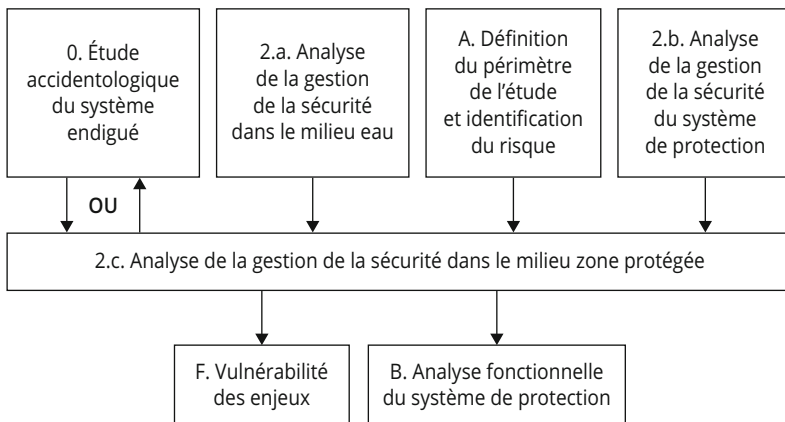 0. Étude
accidentologique
du système
endigué
2.a. Analyse
de la gestion
de la sécurité
dans le milieu eau
A. Définition
du périmètre
de l’étude
et identification
du risque
2.b. Analyse
de la gestion
de la sécurité
du système
de protection
OU
2.c. Analyse de la gestion de la sécurité dans le milieu zone protégée
F. Vulnérabilité
des enjeux
B. Analyse fonctionnelle
du système de protection